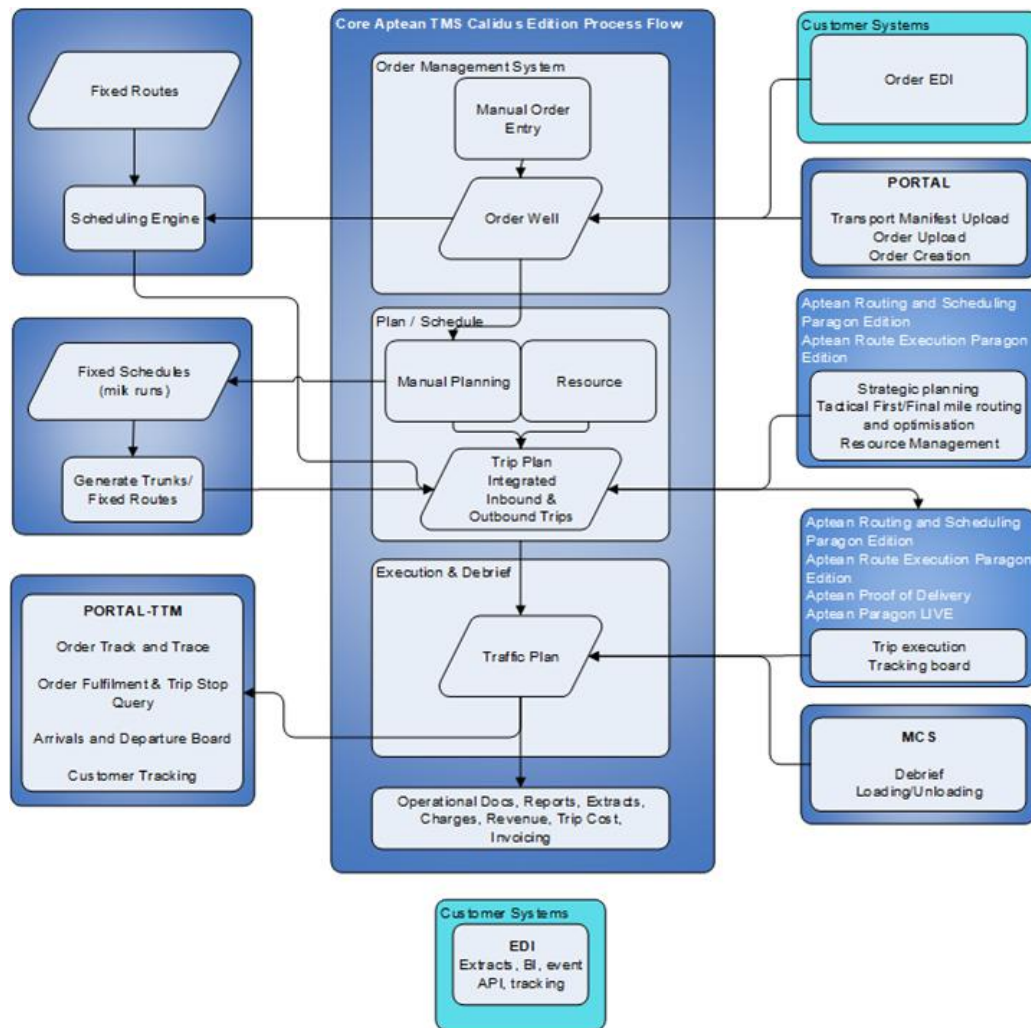 Core Aptean TMS Calidus Edition Process Flow
Fixed Routes
Scheduling Engine
Order Management System
Manual Order
Entry
Order Well
Customer Systems
Order EDI
PORTAL
Transport Manifest Upload
Order Upload
Order Creation
Plan / Schedule
Manual Planning
Resource
Trip Plan
Integrated
Inbound &
Outbound Trips
Fixed Schedules
(milk runs)
Generate Trunks/
Fixed Routes
Aptean Routing and Scheduling
Paragon Edition
Aptean Route Execution Paragon
Edition
Strategic planning
Tactical First/Final mile routing
and optimisation
Resource Management
Aptean Routing and Scheduling
Paragon Edition
Aptean Route Execution Paragon
Edition
Aptean Proof of Delivery
Aptean Paragon LIVE
Trip execution
Tracking board
Execution & Debrief
Traffic Plan
PORTAL-TTM
Order Track and Trace
Order Fulfilment & Trip Stop
Query
Arrivals and Departure Board
Customer Tracking
MCS
Debrief
Loading/Unloading
Operational Docs, Reports, Extracts,
Charges, Revenue, Trip Cost,
Invoicing
Customer Systems
EDI
Extracts, BI, event
API, tracking